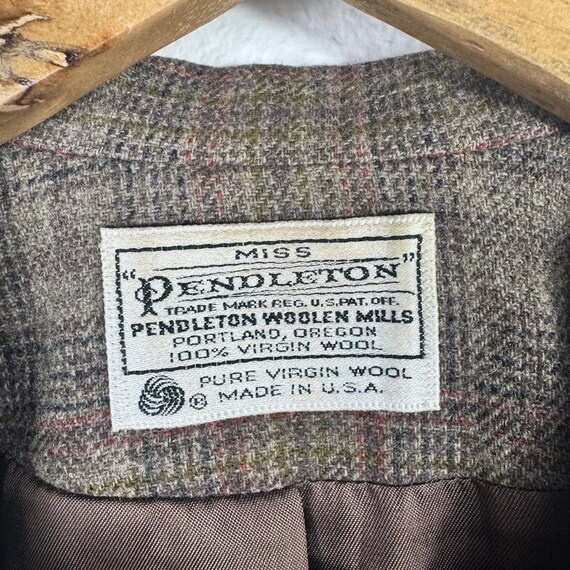 MISS
"PENDLETON"
TRADE MARK REG. U.S. PAT. OFF.
PENDLETON WOOLEN MILLS
PORTLAND, OREGON
100% VIRGIN WOOL
PURE VIRGIN WOOL
® MADE IN U.S.A.